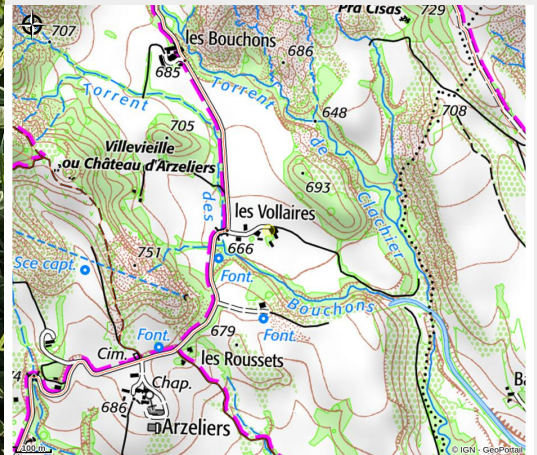 Pra Cisas
729
707
les Bouchons
686
685
Torrent
Torrent
648
708
705
de
Villevieille
ou Château d'Arzeliers
693
Clachier
des
les Vollaires
751
666
Sce capt.
Font.
Bouchons
679
Font.
Font.
Cim.
les Roussets
4
Chap.
Ba
686
Arzeliers
100 m
© IGN - GeoPortail